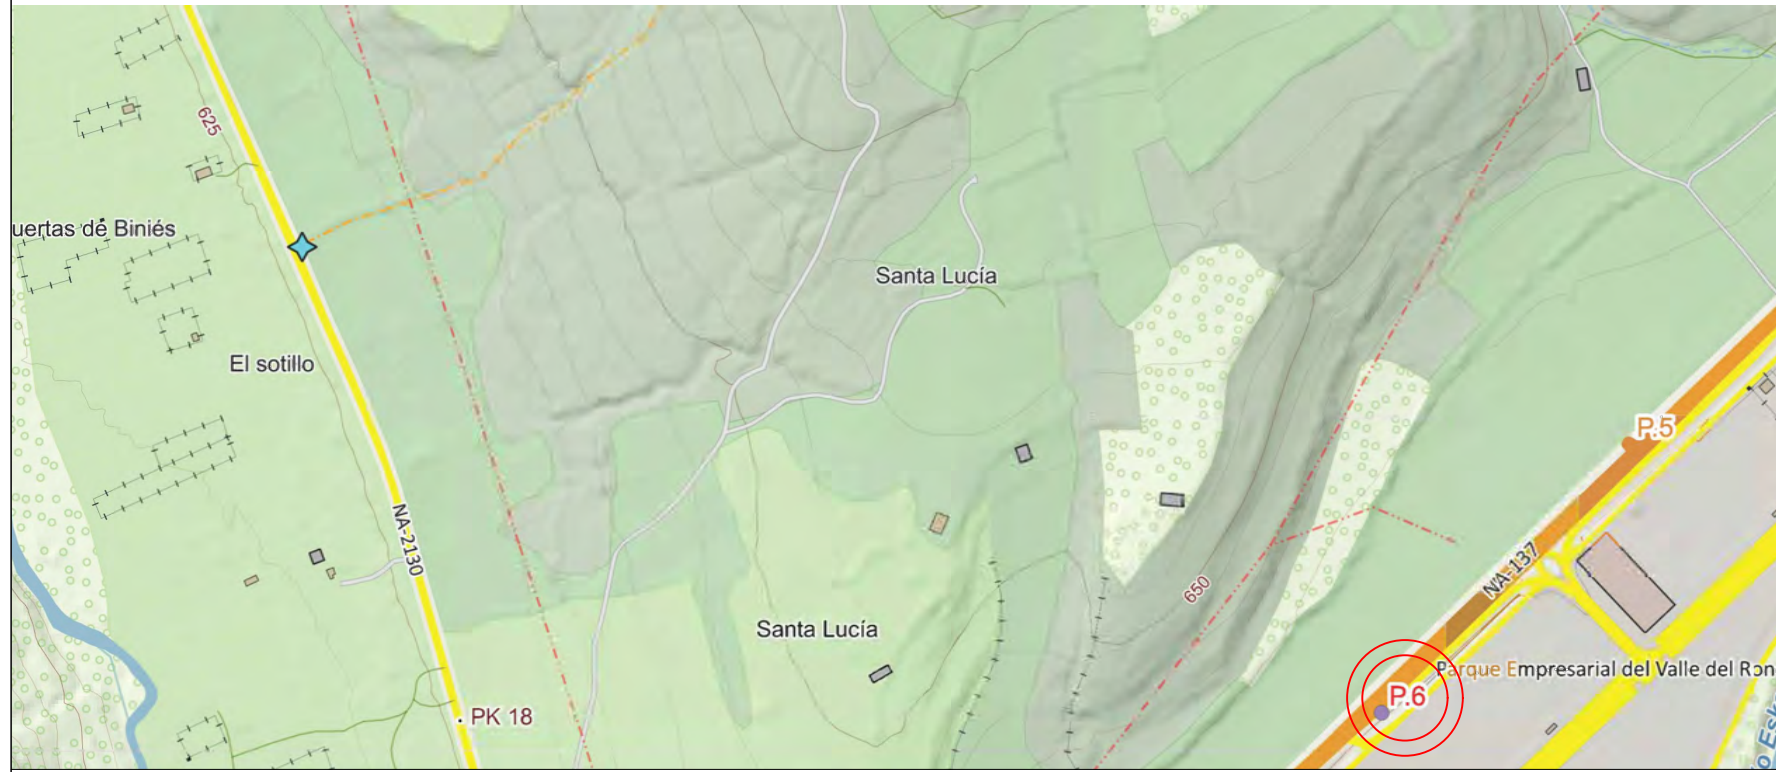 625
uertas de Biniés
Santa Lucía
El sotillo
P.5
NA-2130
NA-137
650
Santa Lucía
Parque Empresarial del Valle del Ron
P.6
PK 18
o Esk